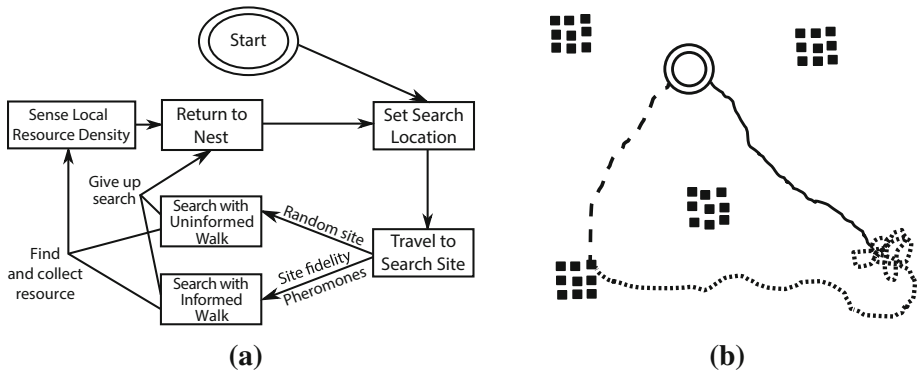 Start
Sense Local
Resource Density
Return to
Nest
Set Search
Location
Give up
search
Search with
Uninformed
Walk
Random site
Travel to
Search Site
Find
and collect
resource
Search with
Informed
Walk
Site fidelity
Pheromones
(a)
(b)